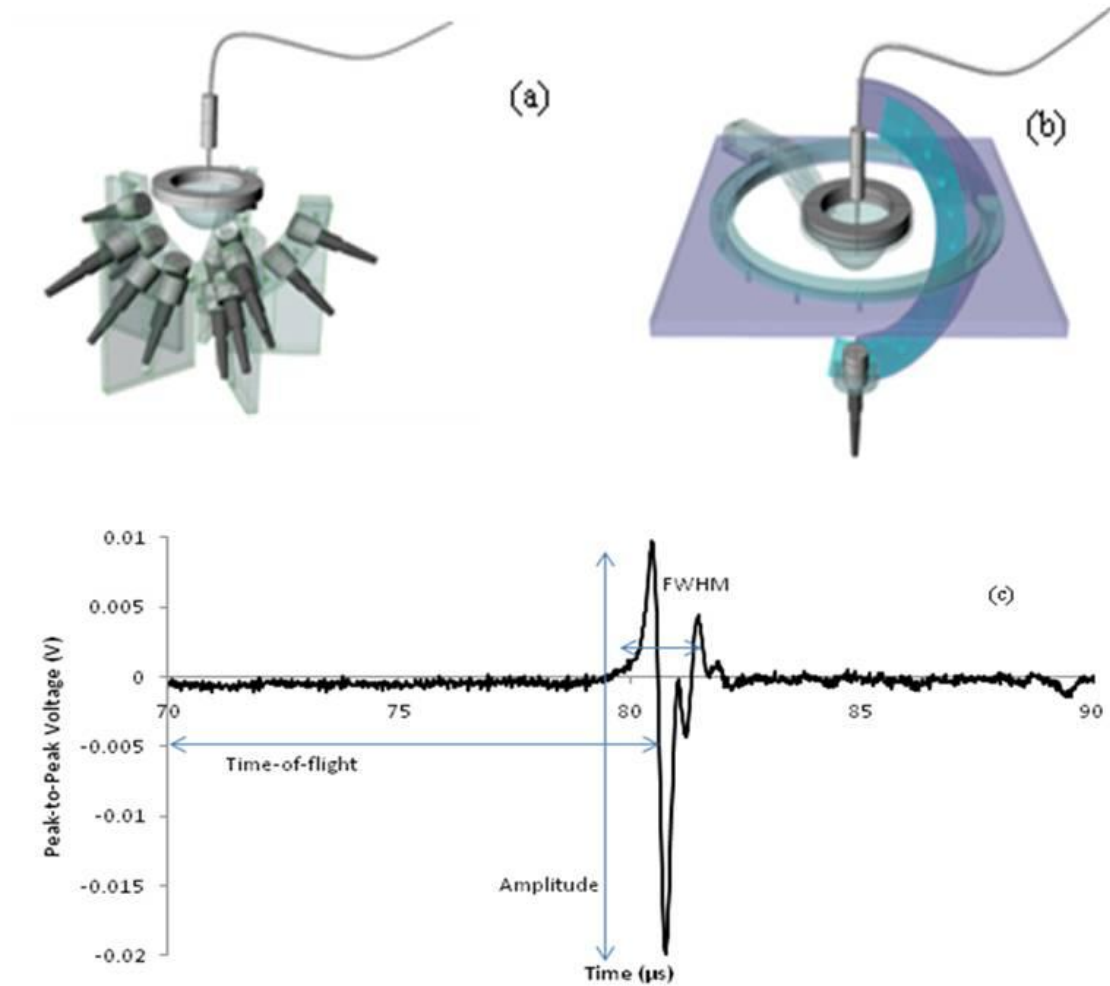 (a)
(b)
0.01
FWHM
(c)
0.005
0
70
75
80
85
90
-0.005
Time-of-flight
-0.01
-0.015
Amplitude
-0.02
Time (µs)
Peak-to-Peak Voltage (V)